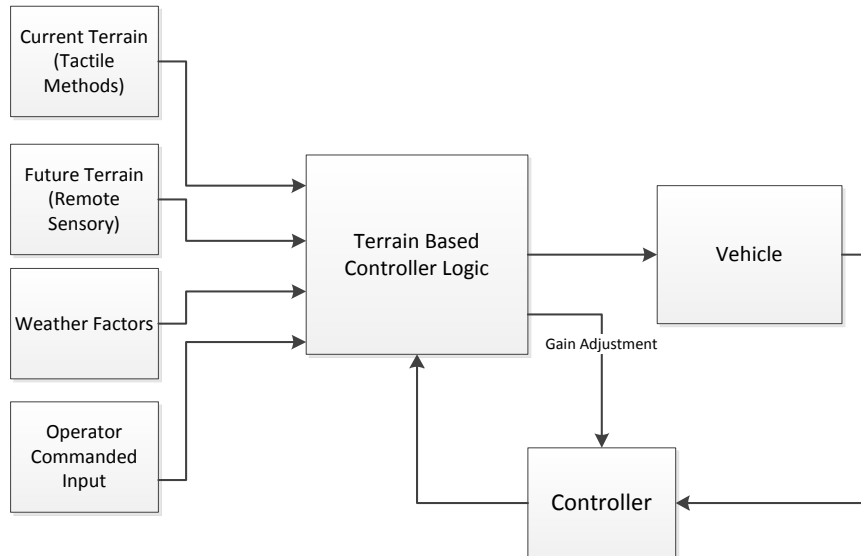 Current Terrain
(Tactile
Methods)
Future Terrain
(Remote
Sensory)
Weather Factors
Operator
Commanded
Input
Terrain Based
Controller Logic
Vehicle
Gain Adjustment
Controller